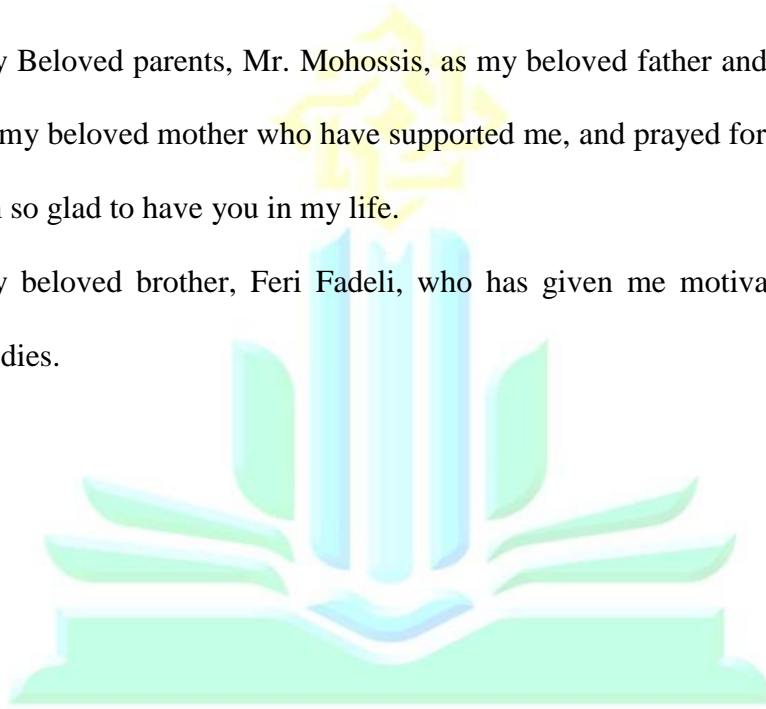 y Beloved parents, Mr. Mohossis, as my beloved father and
my beloved mother who have supported me, and prayed for
so glad to have you in my life.
y beloved brother, Feri Fadeli, who has given me motiva
dies.